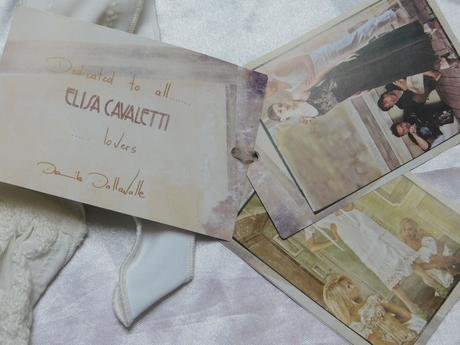 Dedicated to all......
ELISA CAVALETTI
...... lovers
Daniela Dallavalle